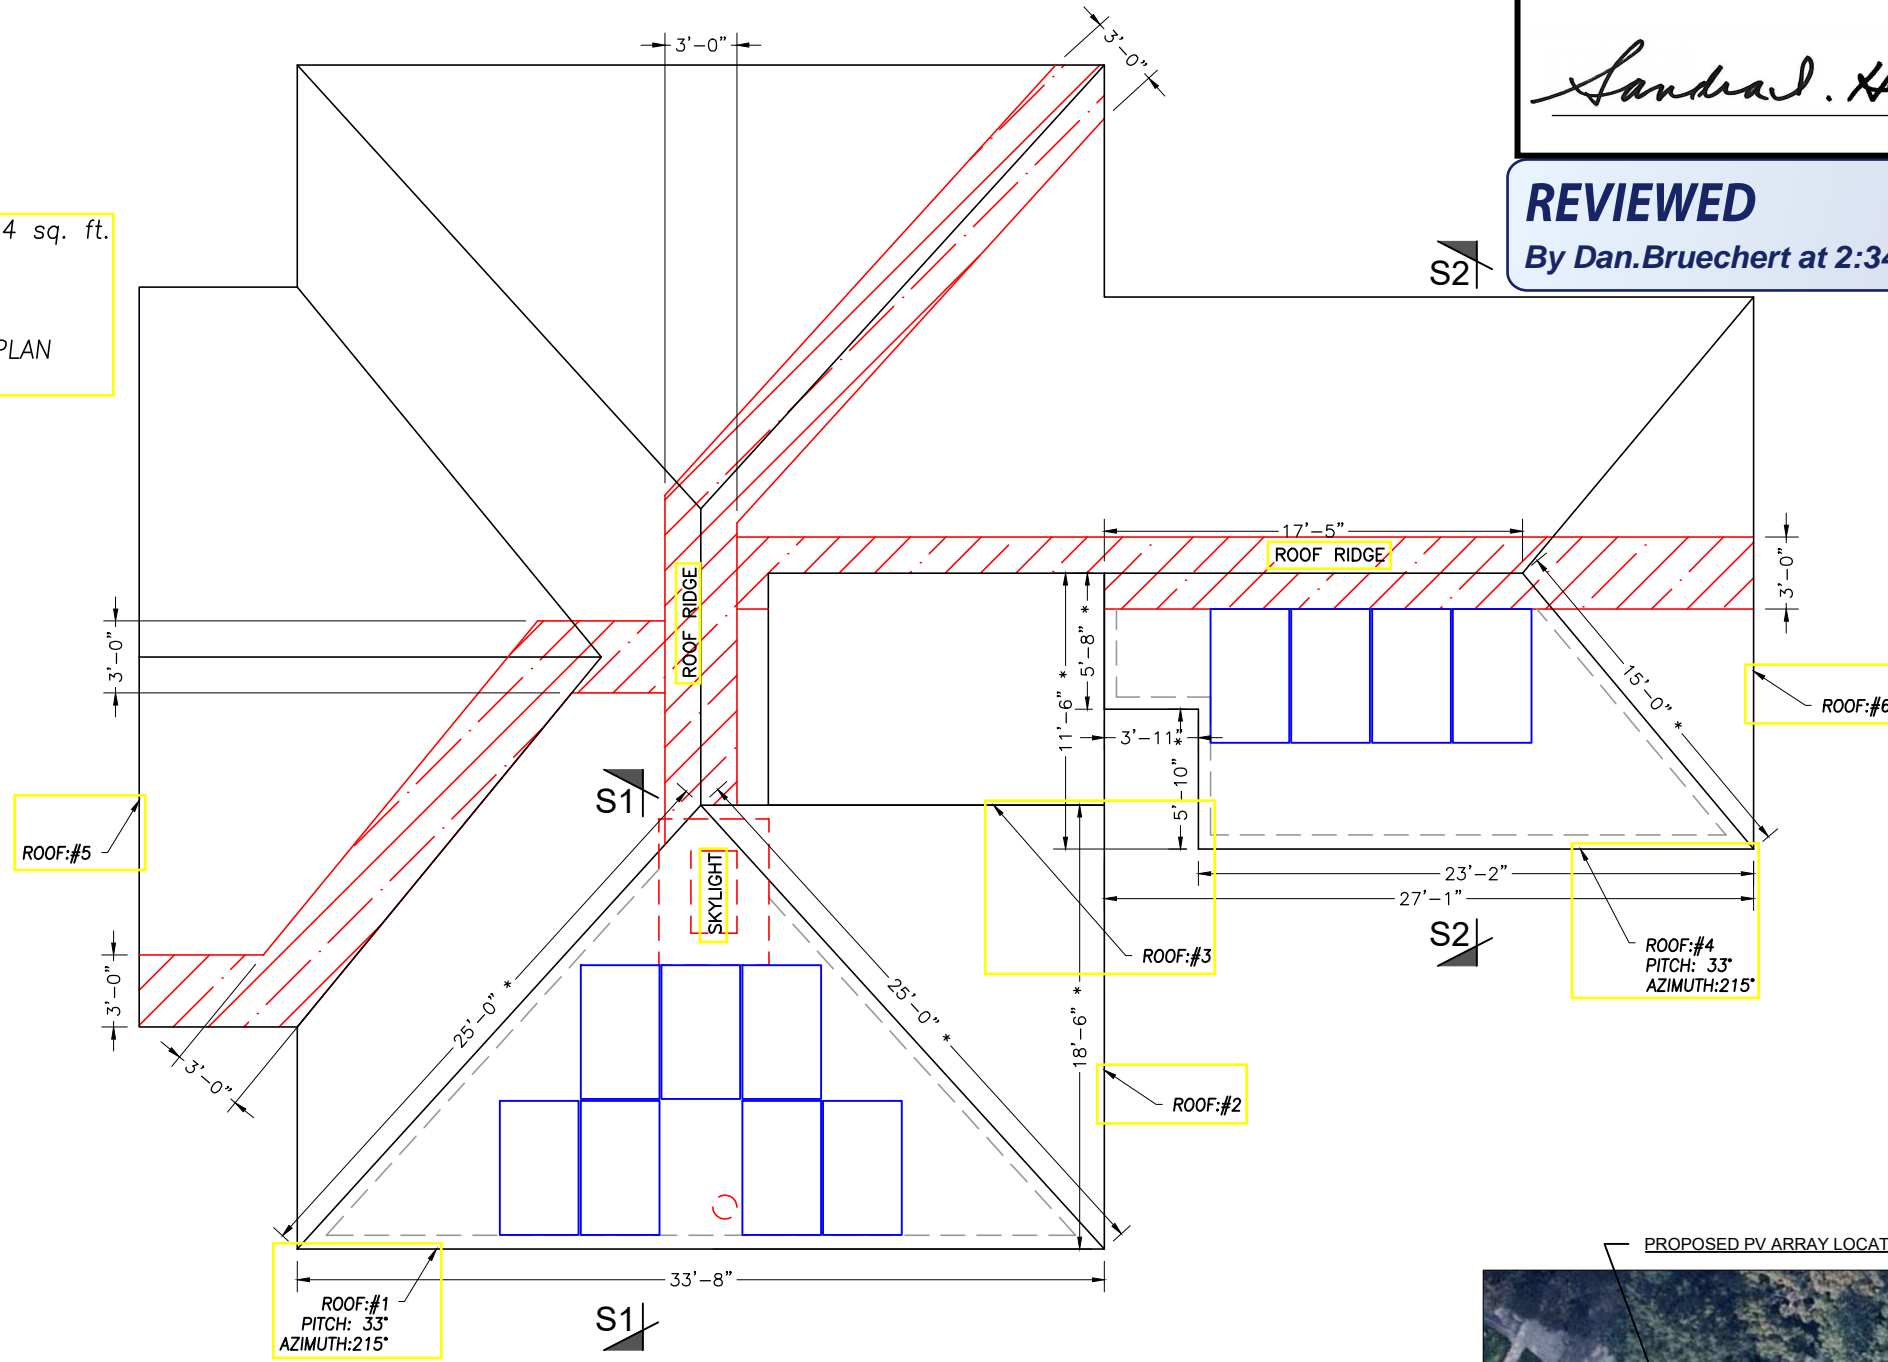 3'-0"
3'-0"
Sandra I. H
REVIEWED
By Dan.Bruechert at 2:34
4 sq. ft.
PLAN
S2
17'-5"
ROOF RIDGE
3'-0"
ROOF RIDGE
3'-0"
5'-8" *
11'-6" *
15'-0" *
ROOF:#6
3'-11" *
5'-10"
S1
ROOF:#5
SKYLIGHT
23'-2"
27'-1"
S2
ROOF:#3
ROOF:#4
PITCH: 33°
AZIMUTH:215°
3'-0"
3'-0"
25'-0" *
25'-0" *
18'-6" *
ROOF:#2
33'-8"
ROOF:#1
PITCH: 33°
AZIMUTH:215°
S1
PROPOSED PV ARRAY LOCAT